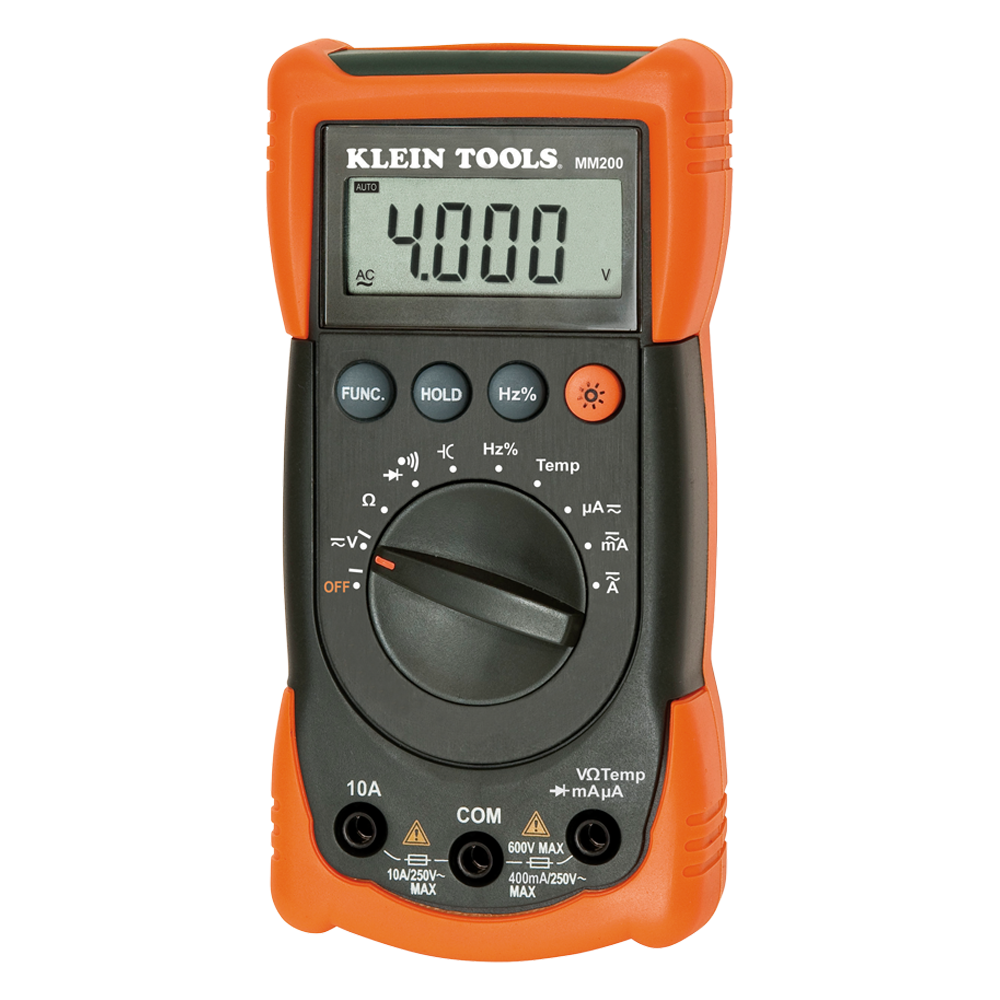 KLEIN TOOLS® MM200
AUTO
4.000
AC
V
FUNC. HOLD Hz%
Hz%
Temp
Ω
µA
V
mA
OFF
A
VΩTemp
10A
mAµA
COM
600V MAX
10A/250V~
400mA/250V~
MAX
MAX